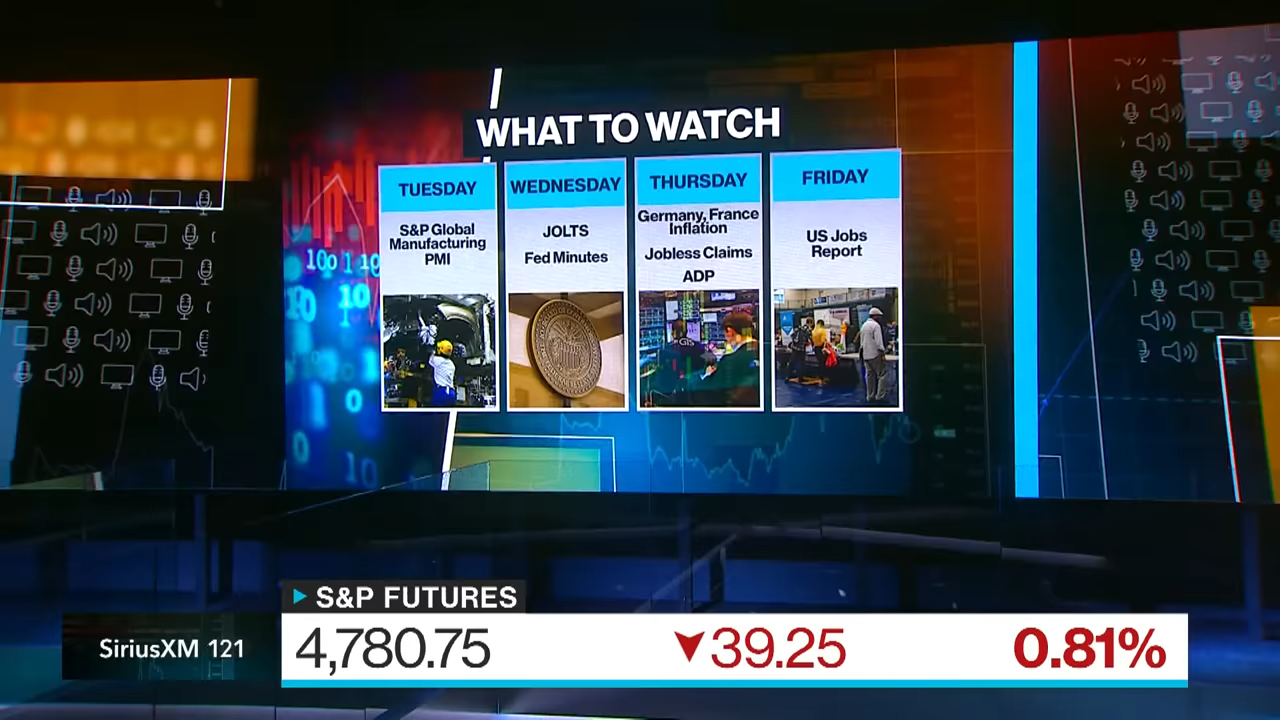 WHAT TO WATCH
TUESDAY
S&P Global
Manufacturing
PMI
WEDNESDAY
JOLTS
Fed Minutes
THURSDAY
Germany, France
Inflation
Jobless Claims
ADP
FRIDAY
US Jobs
Report
S&P FUTURES
SiriusXM 121
4,780.75
39.25
0.81%